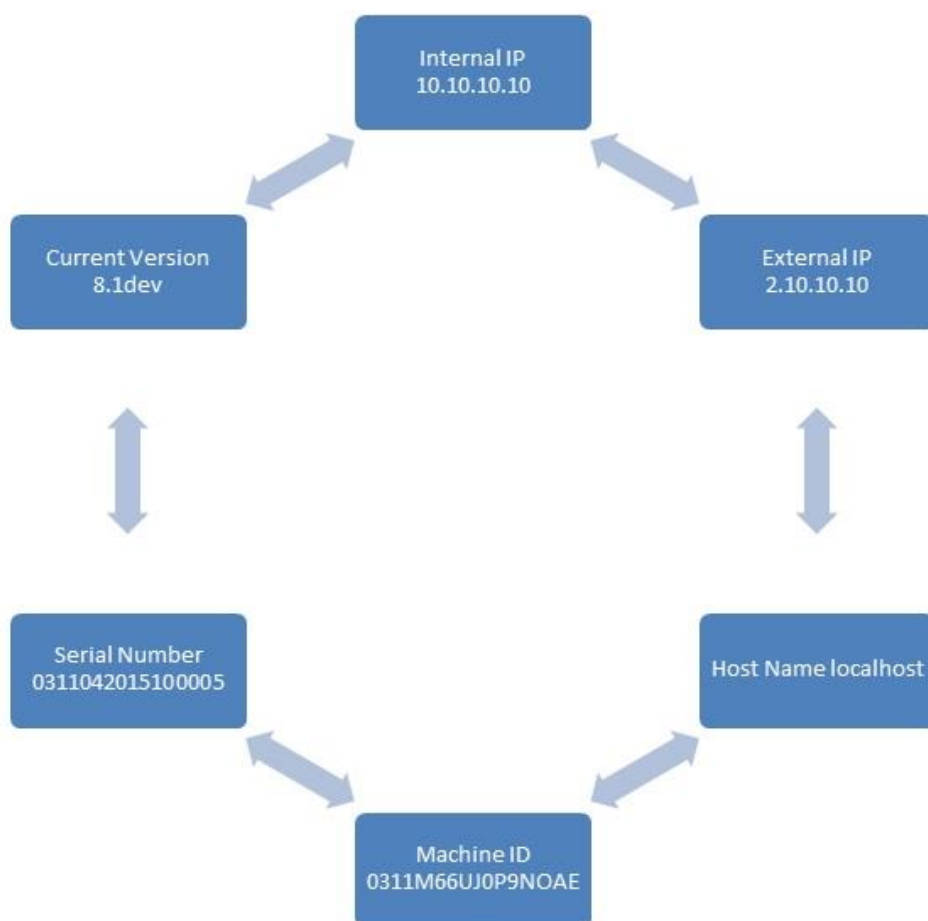 Internal IP
10.10.10.10
Current Version
8.1dev
External IP
2.10.10.10
Serial Number
0311042015100005
Host Name localhost
Machine ID
0311M66UJ0P9NOAE